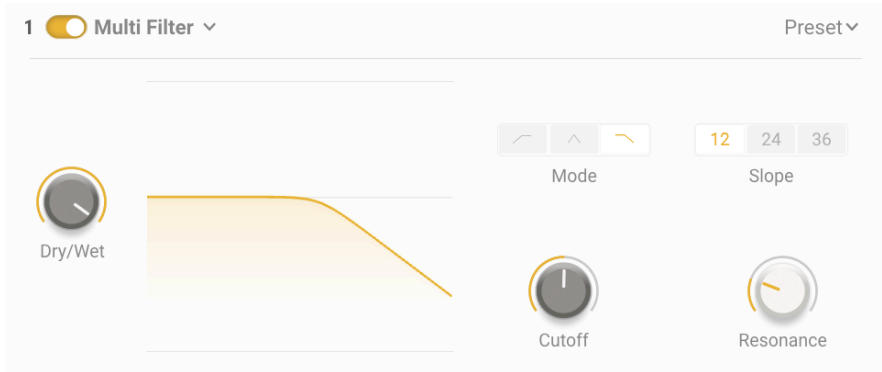 1 Multi Filter
Preset
12 24 36
Mode
Slope
Dry/Wet
Cutoff
Resonance